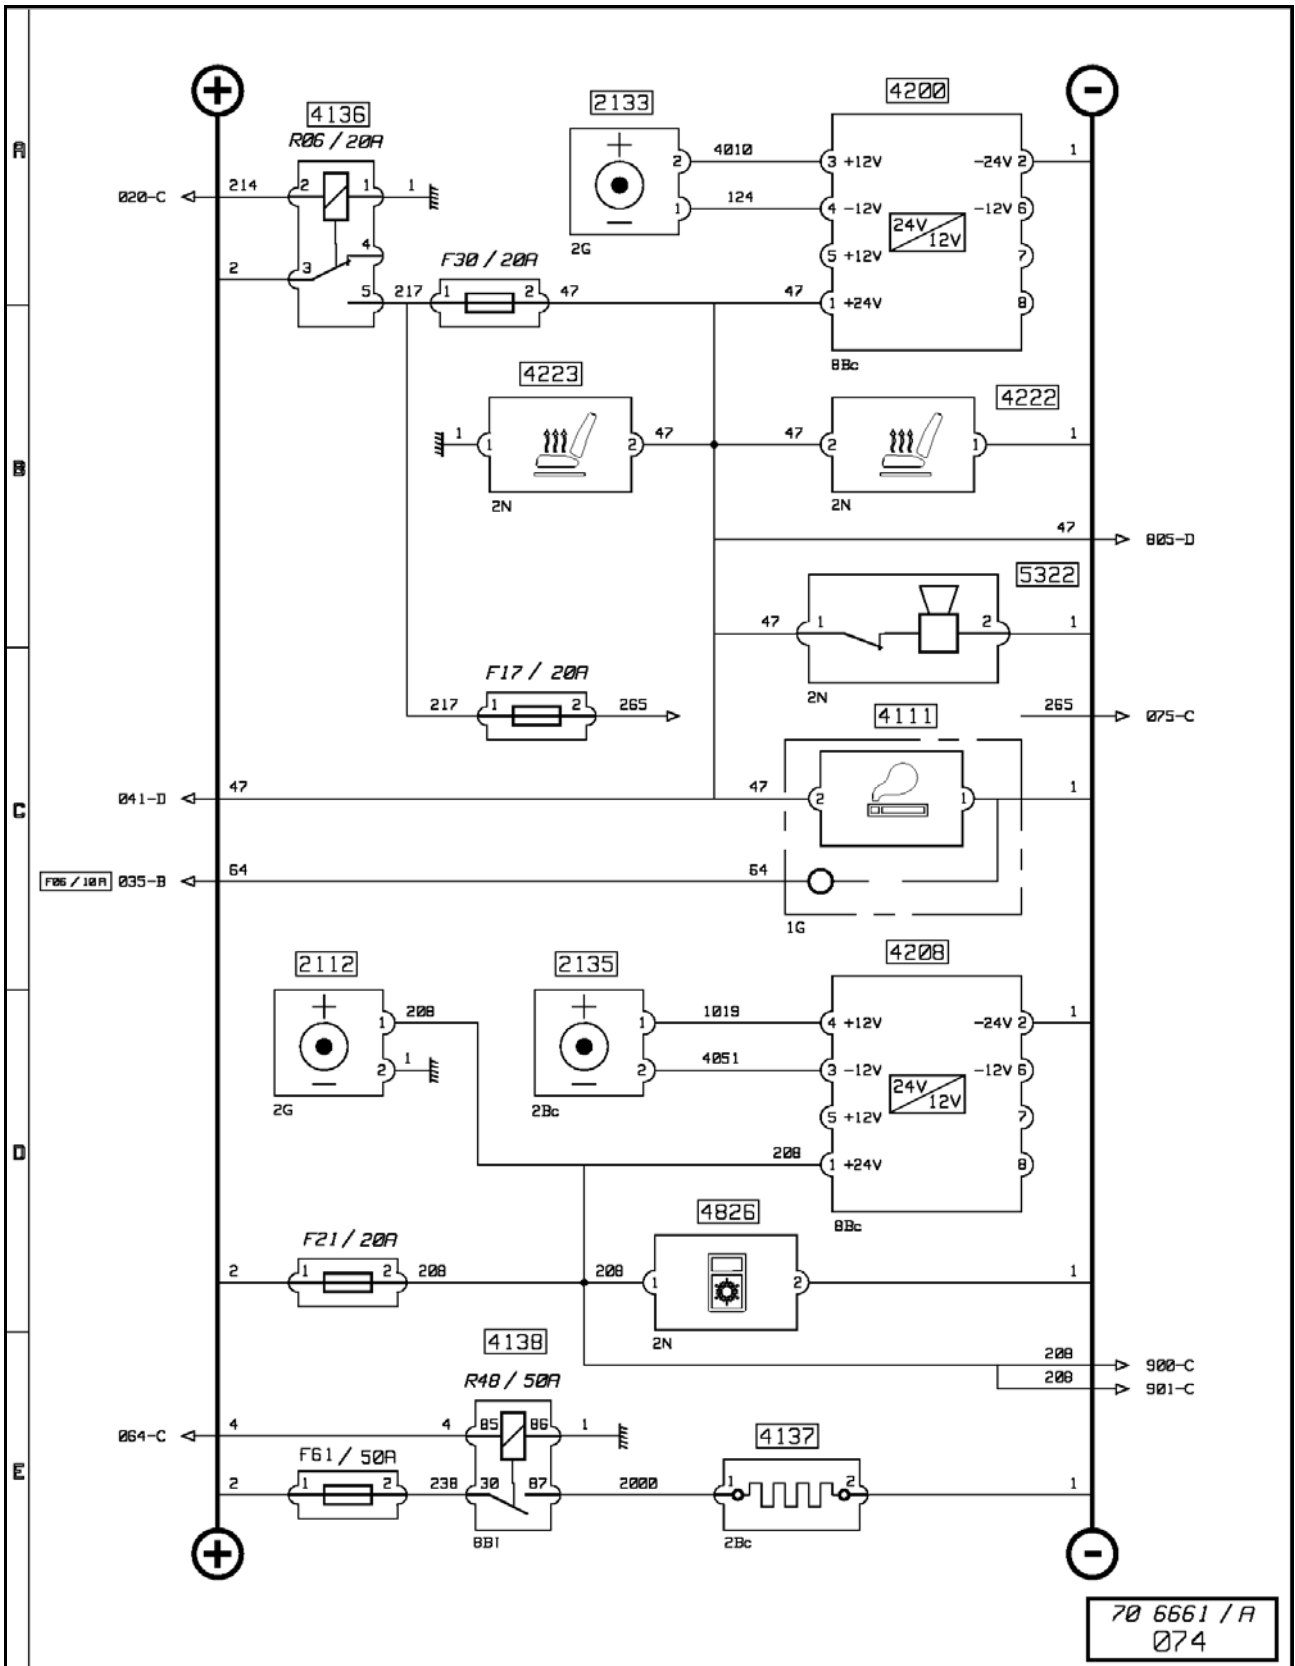 + -
4136 2133 4200
R06 / 20A
A
020-C 214 2 1 1
2 4010 3 +12V -24V 2 1
1 124 4 -12V -12V 6
24V
12V
2 3 4 2G 5 +12V 7
F30 / 20A
5 217 1 2 47 47 1 +24V 8
8Bc
4223 4222
1 1 2 47 47 2 1 1
B
2N 2N
47 805-D
5322
47 1 2 1
2N
F17 / 20A
217 1 2 265 265 075-C
4111
041-D 47 47 2 1 1
C
F06 / 10A 035-B 64 64
1G
2112 2135 4208
1 208 1 1019 4 +12V -24V 2 1
2 1 2 4051 3 -12V -12V 6
24V
12V
2G 2Bc 5 +12V 7
D
208 1 +24V 8
8Bc
4826
F21 / 20A
2 1 2 208 208 1 2 1
2N
4138
208 900-C
R48 / 50A
208 901-C
064-C 4 4 85 86 1
4137
F61 / 50A
E
2 1 2 238 30 87 2000 1 2 1
8B1 2Bc
+ -
70 6661 / A
074